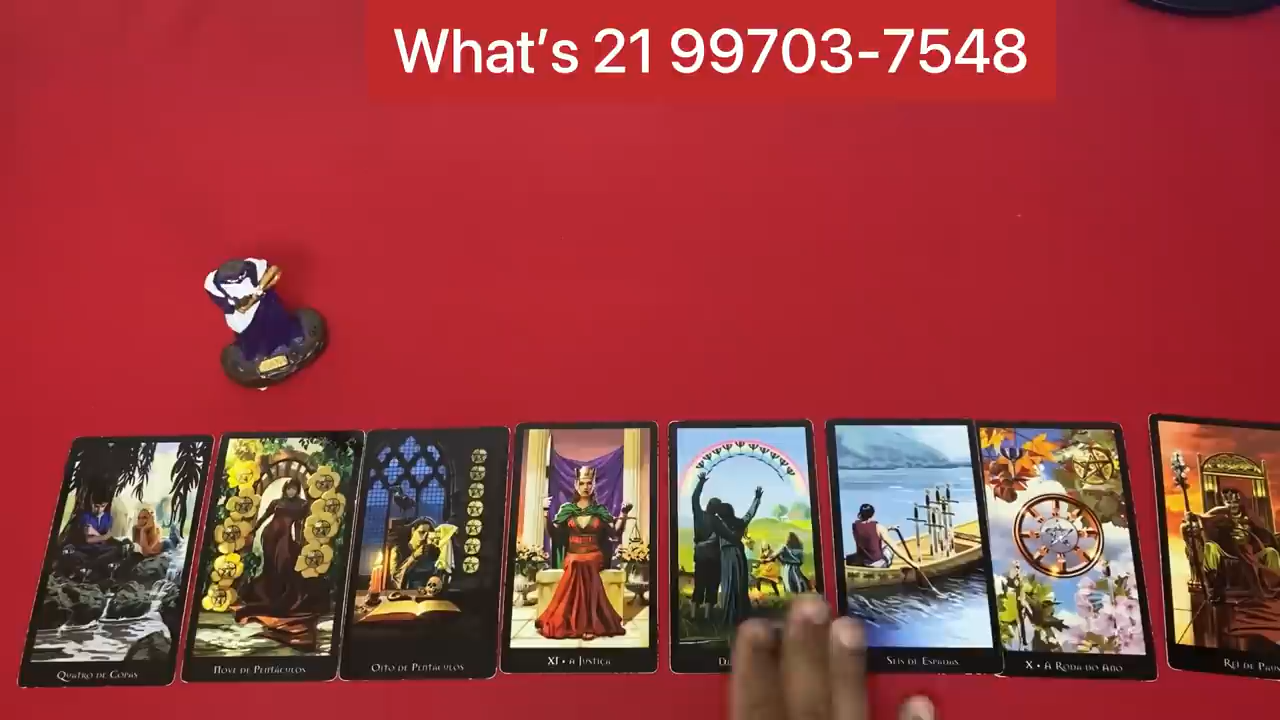 What's 21 99703-7548
Quatro de Copas
Nove de Pentáculos
Oito de Pentáculos
XI • A Justiça
Seis de Espadas
X • A Roda do Ano
Rei de